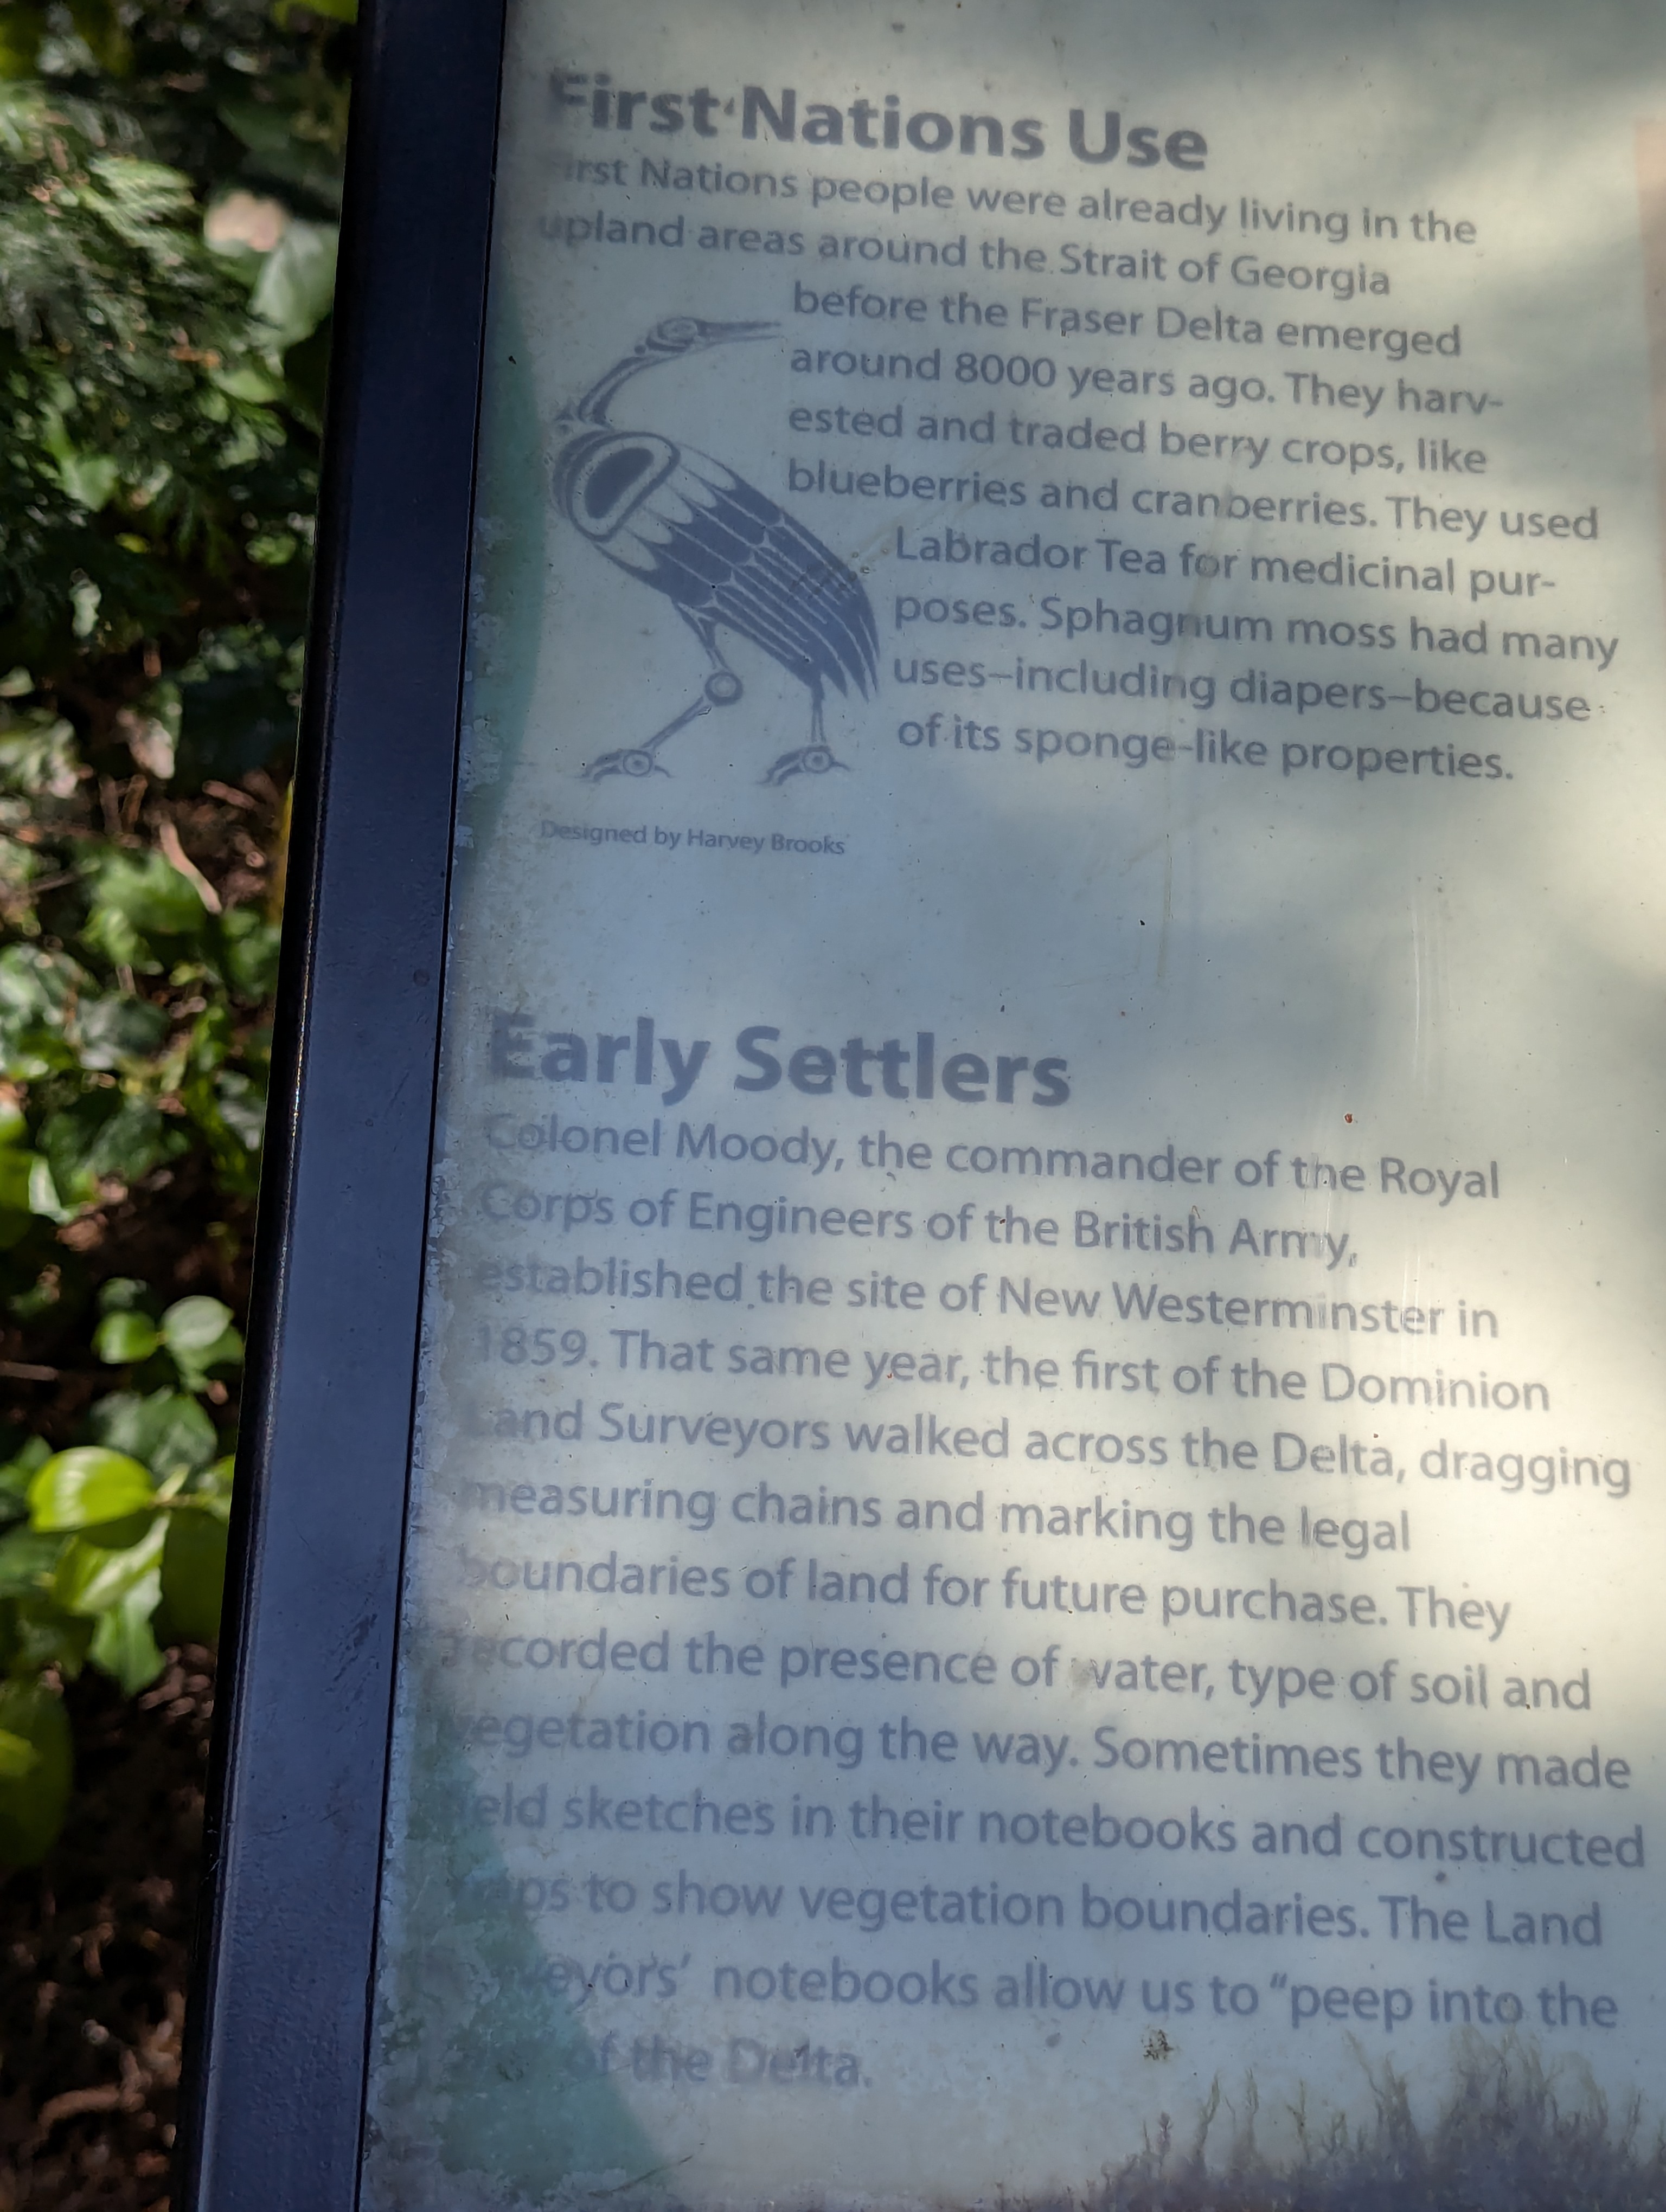 First Nations Use
First Nations people were already living in the
upland areas around the Strait of Georgia
before the Fraser Delta emerged
around 8000 years ago. They harv-
ested and traded berry crops, like
blueberries and cranberries. They used
Labrador Tea for medicinal pur-
poses. Sphagnum moss had many
uses–including diapers–because
of its sponge-like properties.
Designed by Harvey Brooks
Early Settlers
Colonel Moody, the commander of the Royal
Corps of Engineers of the British Army,
established the site of New Westerminster in
1859. That same year, the first of the Dominion
Land Surveyors walked across the Delta, dragging
measuring chains and marking the legal
boundaries of land for future purchase. They
recorded the presence of water, type of soil and
vegetation along the way. Sometimes they made
field sketches in their notebooks and constructed
to show vegetation boundaries. The Land
notebooks allow us to “peep into the
of the Delta.